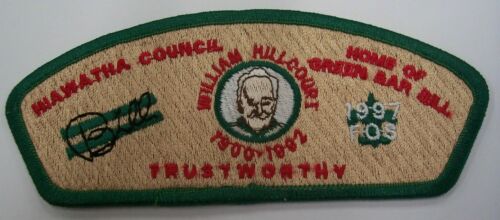 HIAWATHA COUNCIL
HOME OF
GREEN BAR BILL
WILLIAM HILLCOURT
1900-1992
Bill
1997
FOS
TRUSTWORTHY